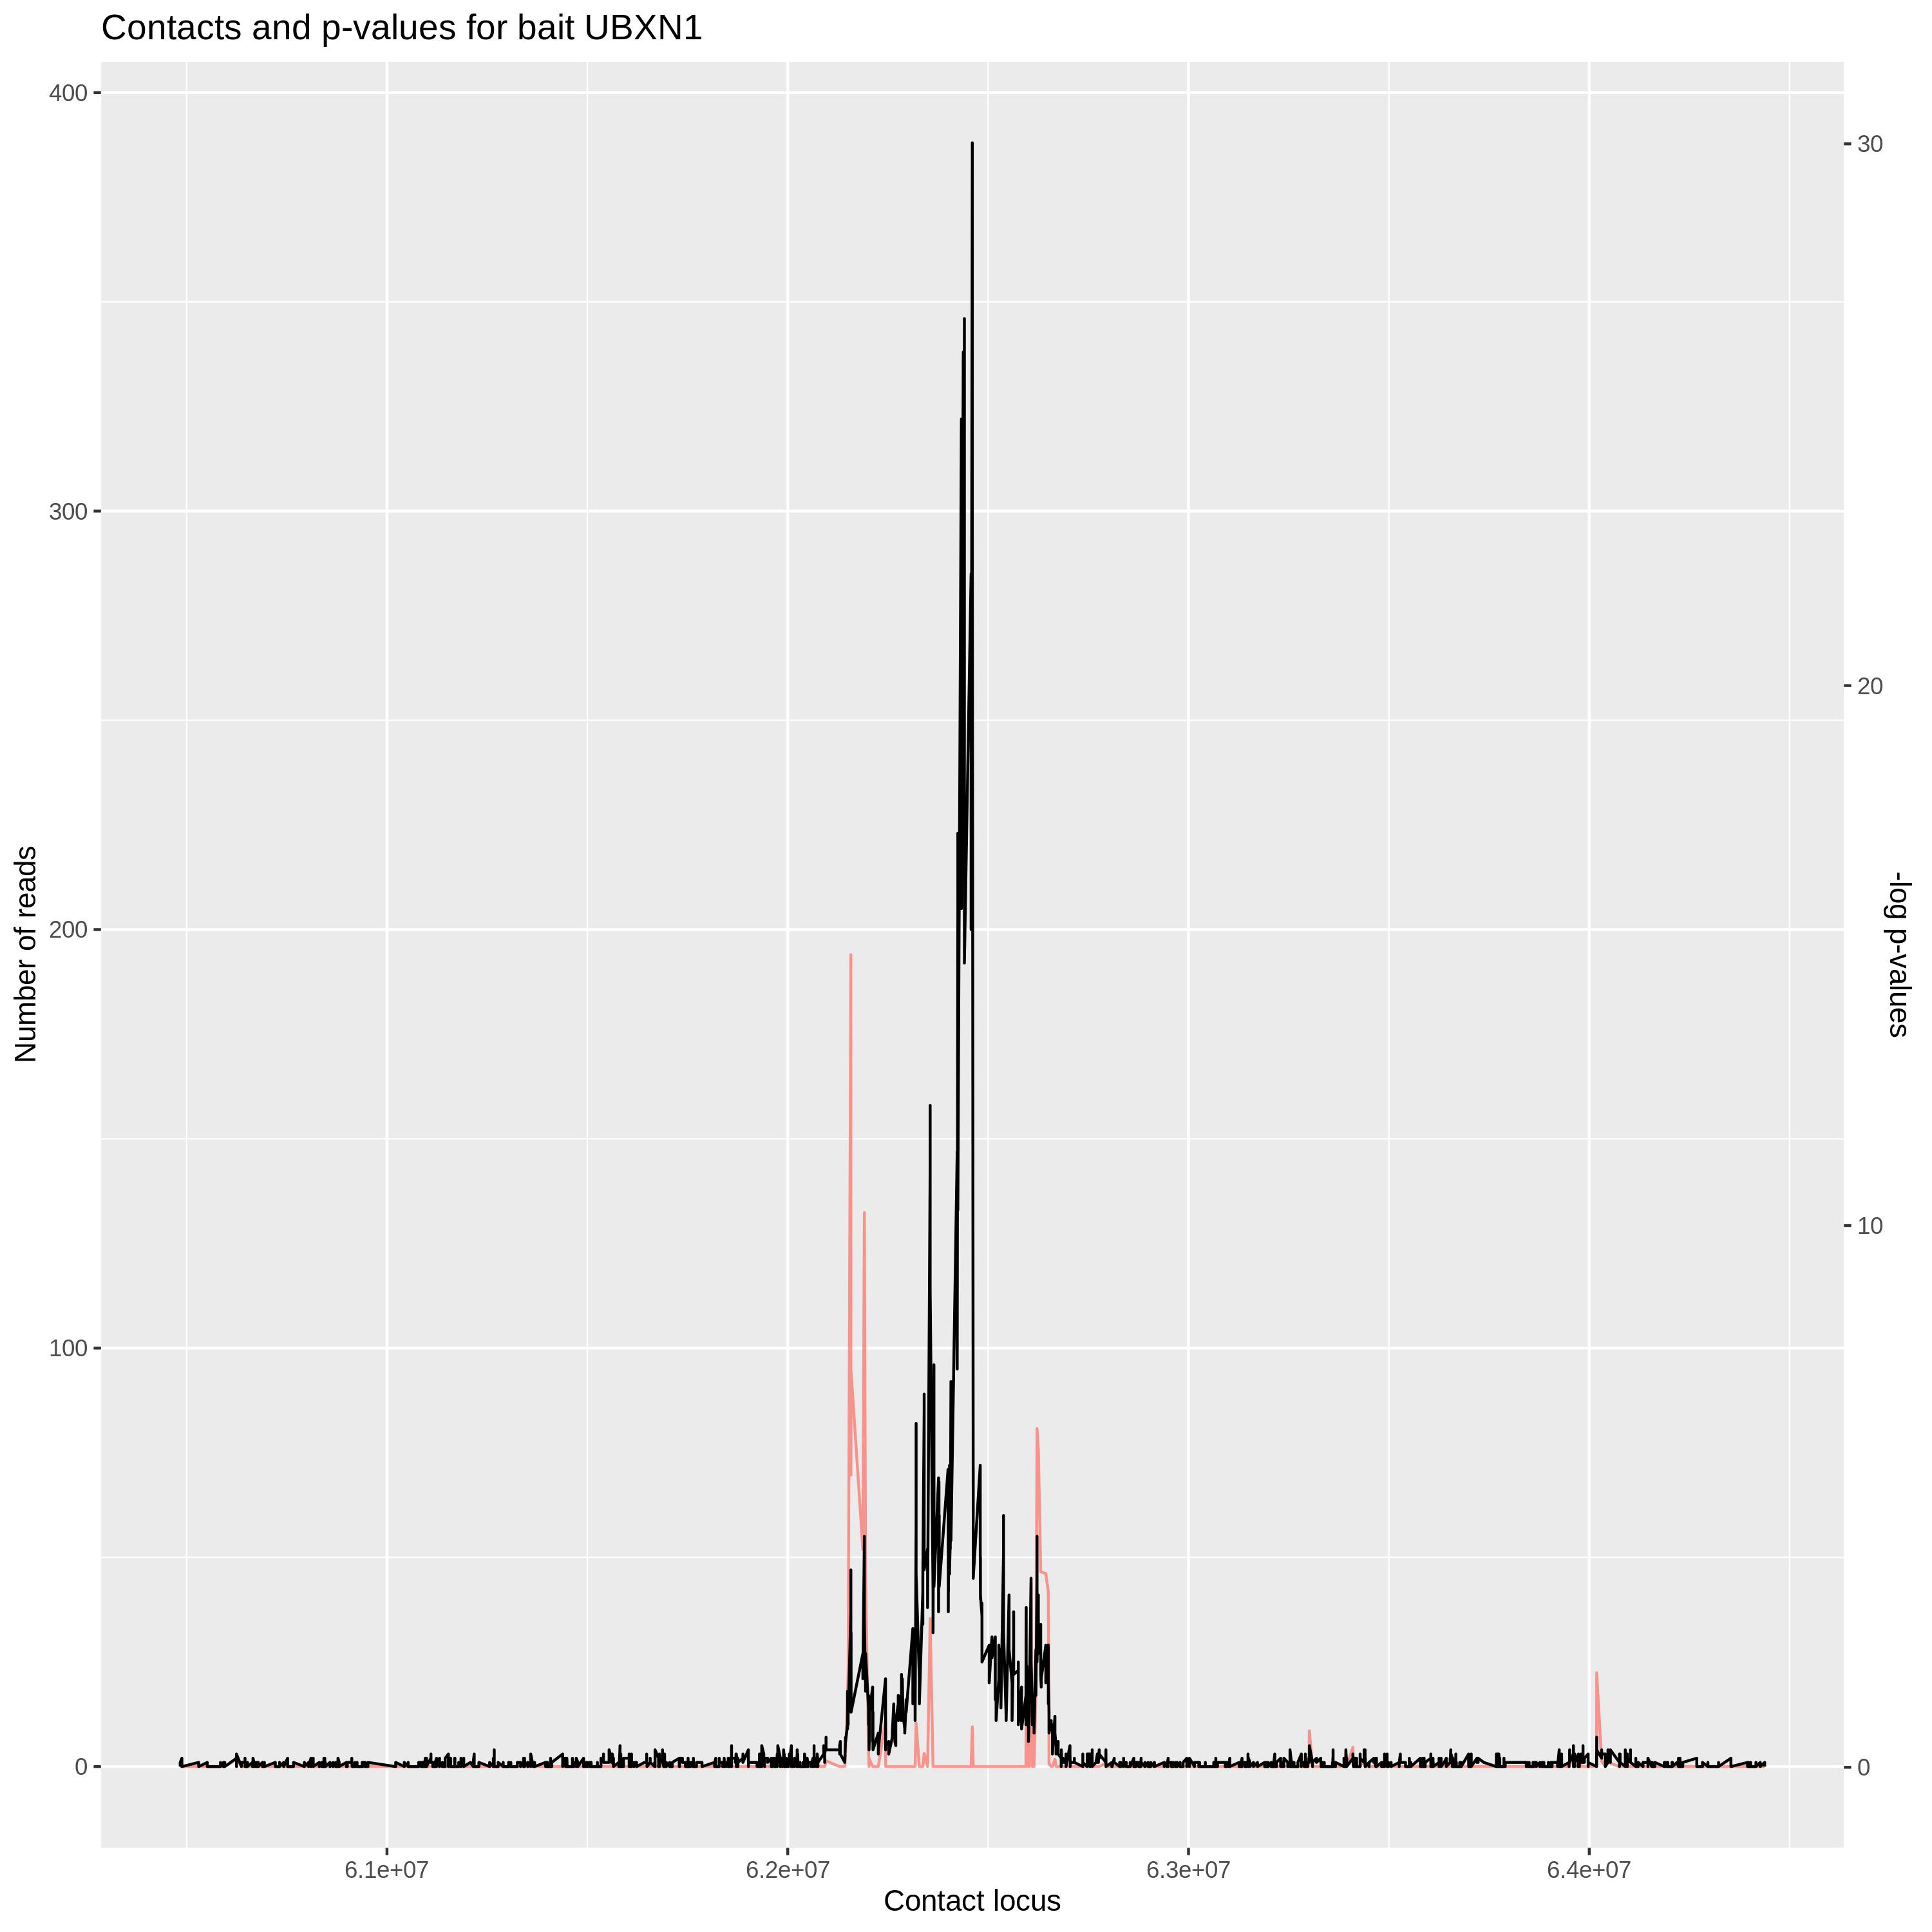 Contacts and p-values for bait UBXN1
400
300
200
100
0
Number of reads
30
20
10
0
-log p-values
6.1e+07
6.2e+07
6.3e+07
6.4e+07
Contact locus